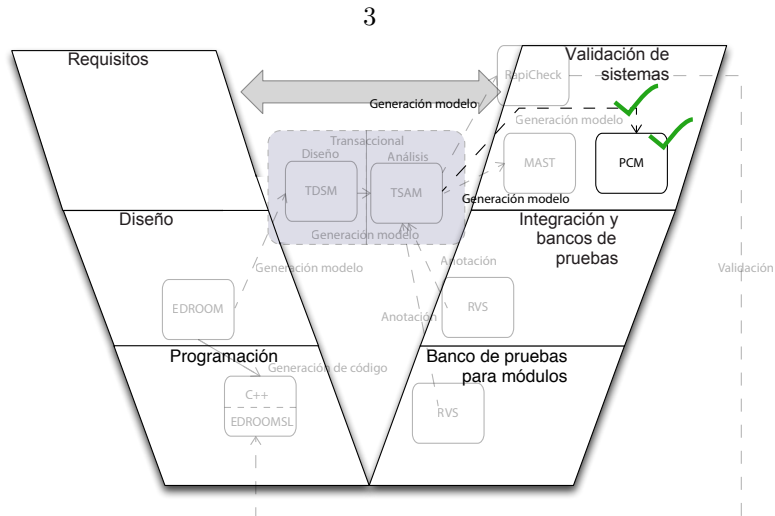 3
Requisitos
Validación de
sistemas
RapiCheck
Generación modelo
Generación modelo
Transaccional
Diseño
Análisis
MAST
PCM
TDSM
TSAM
Generación modelo
Diseño
Integración y
bancos de
pruebas
Generación modelo
Generación modelo
Anotación
Validación
EDROOM
RVS
Anotación
Programación
Banco de pruebas
para módulos
Generación de código
C++
EDROOMSL
RVS